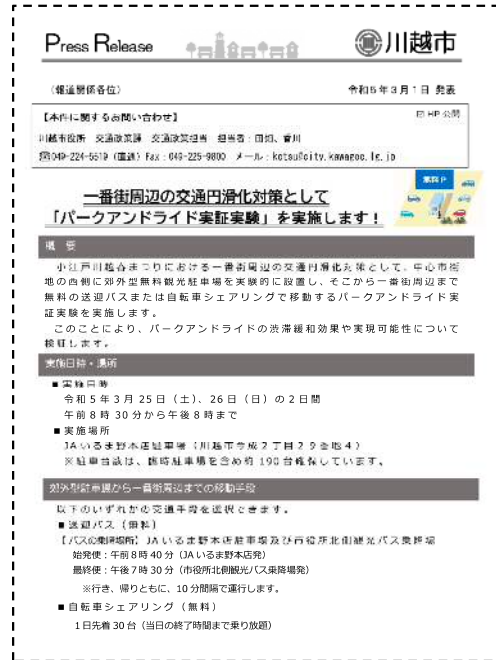 Press Release
川越市
（報道関係各位）
令和5年3月1日 発表
【本件に関するお問い合わせ】
☑ HP 公開
川越市役所 交通政策課 交通政策担当 担当者：田畑、香川
☎049-224-5519（直通）Fax：049-225-9800 メール：kotsu@city.kawagoe.lg.jp
無料P
一番街周辺の交通円滑化対策として
「パークアンドライド実証実験」を実施します！
概 要
小江戸川越春まつりにおける一番街周辺の交通円滑化対策として、中心市街
地の西側に郊外型無料観光駐車場を実験的に設置し、そこから一番街周辺まで
無料の送迎バスまたは自転車シェアリングで移動するパークアンドライド実
証実験を実施します。
このことにより、パークアンドライドの渋滞緩和効果や実現可能性について
検証します。
実施日時・場所
■実施日時
令和5年3月25日（土）、26日（日）の2日間
午前8時30分から午後8時まで
■実施場所
JAいるま野本店駐車場（川越市今成2丁目29番地4）
※駐車台数は、臨時駐車場を含め約190台確保しています。
郊外型駐車場から一番街周辺までの移動手段
以下のいずれかの交通手段を選択できます。
■送迎バス（無料）
【バスの乗降場所】JAいるま野本店駐車場及び市役所北側観光バス乗降場
始発便：午前8時40分（JAいるま野本店発）
最終便：午後7時30分（市役所北側観光バス乗降場発）
※行き、帰りともに、10分間隔で運行します。
■自転車シェアリング（無料）
1日先着30台（当日の終了時間まで乗り放題）